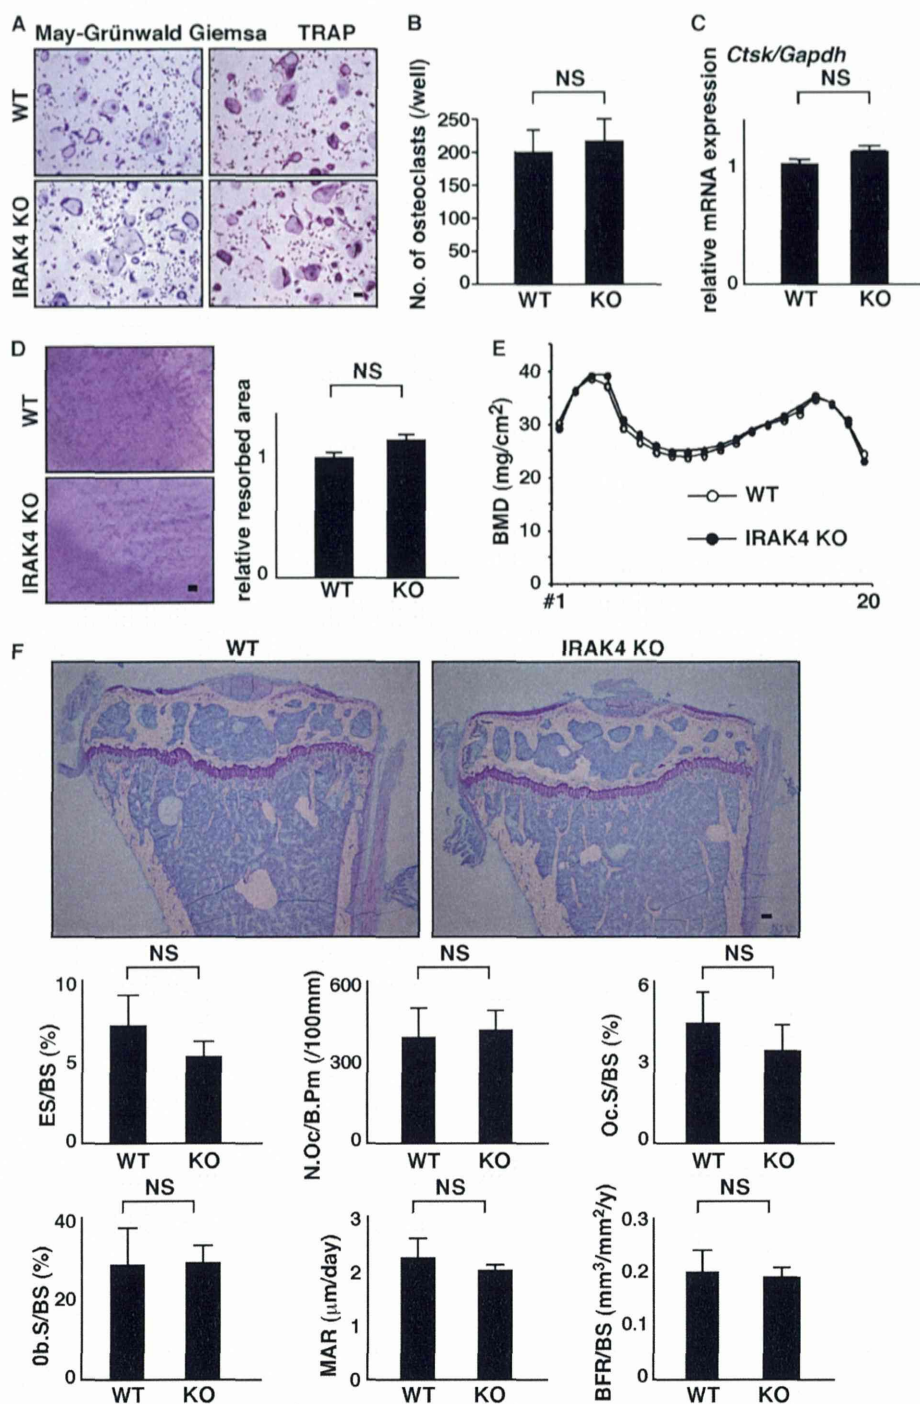 A
May-Grünwald Giemsa
TRAP
WT
IRAK4 KO
B
NS
No. of osteoclasts (/well)
250
200
150
100
50
0
WT
KO
C
Ctsk/Gapdh
NS
relative mRNA expression
1
0
WT
KO
D
WT
IRAK4 KO
NS
relative resorbed area
1
0
WT
KO
E
BMD (mg/cm2)
40
30
20
10
0
WT
IRAK4 KO
#1
20
F
WT
IRAK4 KO
NS
ES/BS (%)
10
5
0
WT
KO
NS
N.Oc/B.Pm (/100mm)
600
300
0
WT
KO
NS
Oc.S/BS (%)
6
3
0
WT
KO
NS
0b.S/BS (%)
40
20
0
WT
KO
NS
MAR (μm/day)
3
2
1
0
WT
KO
NS
BFR/BS (mm3/mm2/y)
0.3
0.2
0.1
0
WT
KO